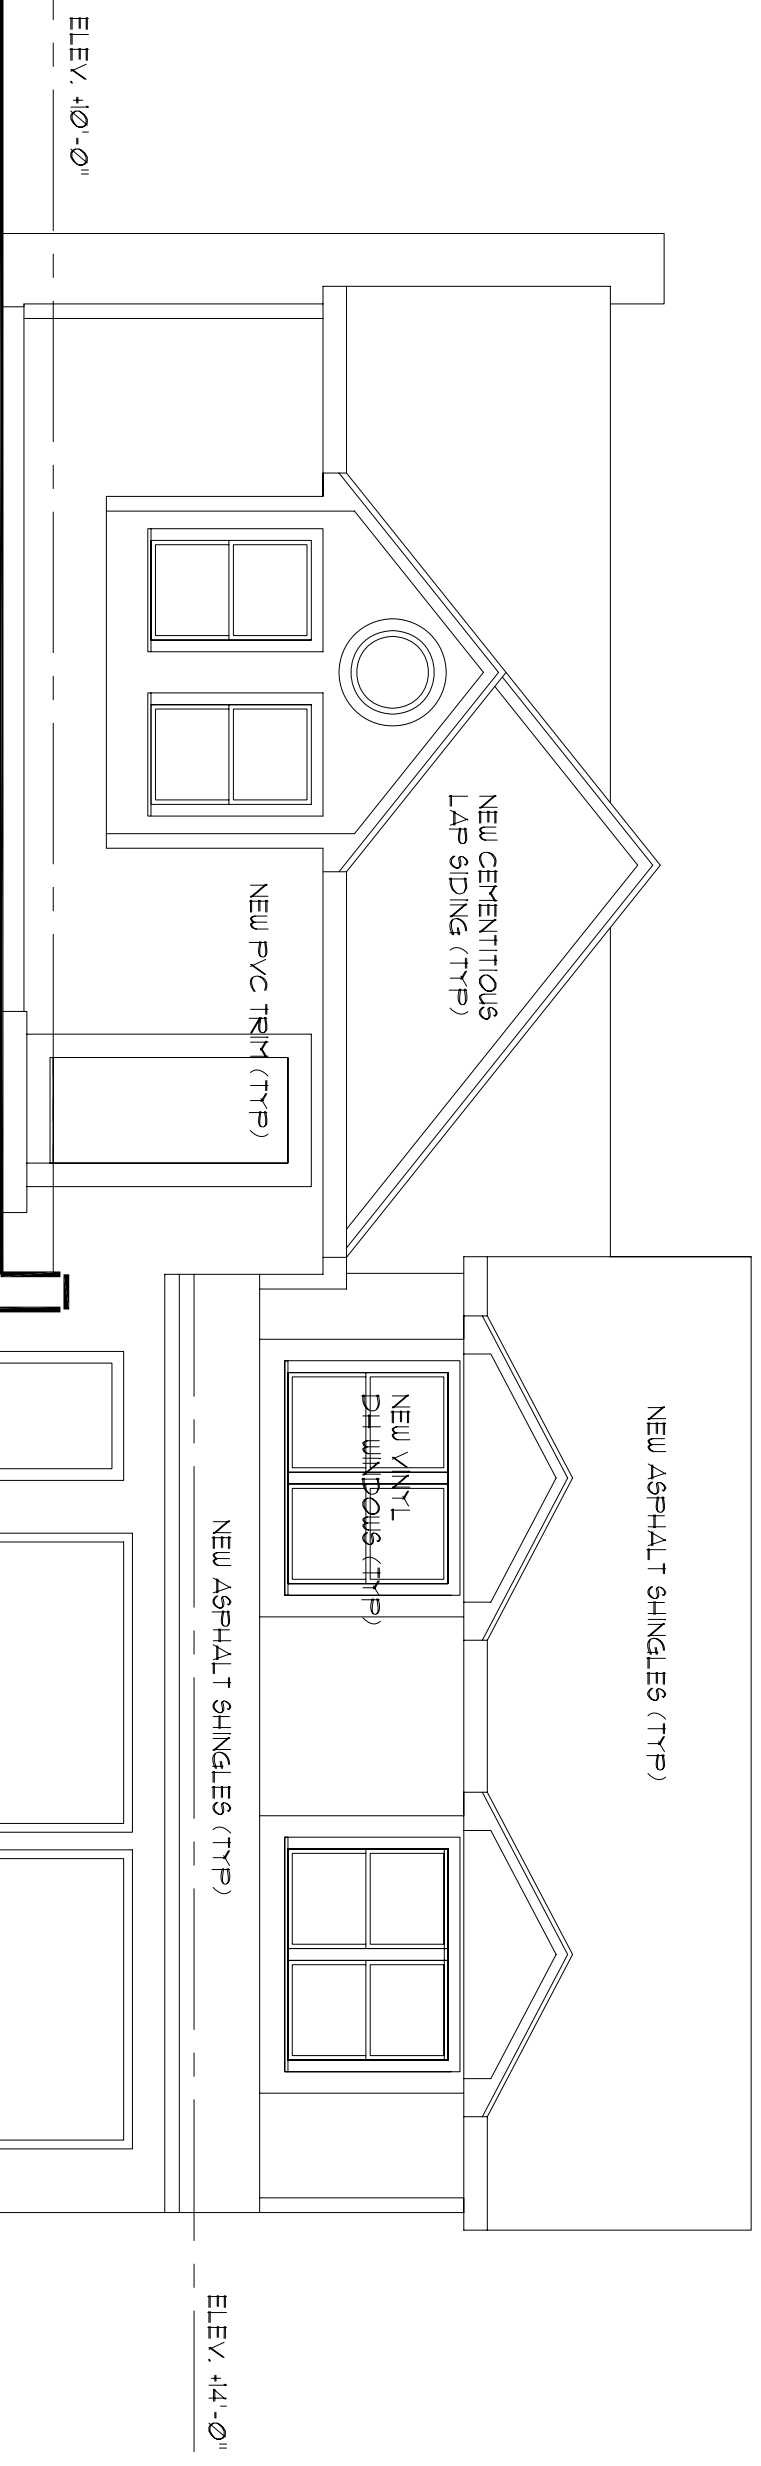 ELEV. +10'-0"
NEW CEMENTITIOUS
LAP SIDING (TYP)
NEW PVC TRIM (TYP)
NEW ASPHALT SHINGLES (TYP)
NEW VINYL
DH WINDOWS (TYP)
NEW ASPHALT SHINGLES (TYP)
ELEV. +14'-0"